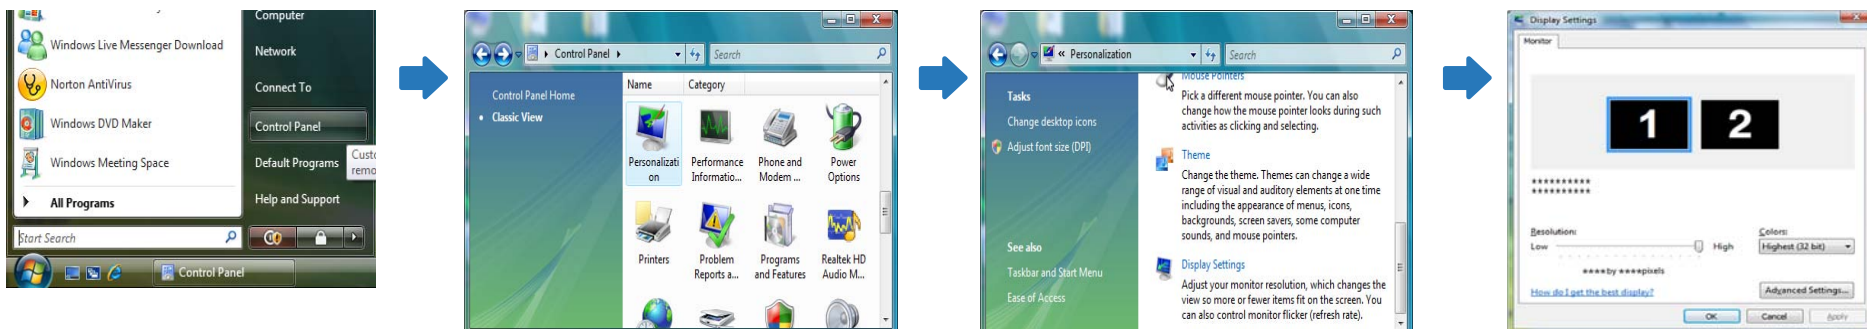 Computer
Windows Live Messenger Download
Network
Norton AntiVirus
Connect To
Windows DVD Maker
Control Panel
Windows Meeting Space
Default Programs
Custo
remo
All Programs
Help and Support
Start Search
Control Panel
Control Panel
Search
Control Panel Home
Classic View
Name Category
Personalizati
on
Performance
Informatio...
Phone and
Modem ...
Power
Options
Printers
Problem
Reports a...
Programs
and Features
Realtek HD
Audio M...
« Personalization
Search
Tasks
Change desktop icons
Adjust font size (DPI)
See also
Taskbar and Start Menu
Ease of Access
Mouse Pointers
Pick a different mouse pointer. You can also
change how the mouse pointer looks during such
activities as clicking and selecting.
Theme
Change the theme. Themes can change a wide
range of visual and auditory elements at one time
including the appearance of menus, icons,
backgrounds, screen savers, some computer
sounds, and mouse pointers.
Display Settings
Adjust your monitor resolution, which changes the
view so more or fewer items fit on the screen. You
can also control monitor flicker (refresh rate).
Display Settings
Monitor
1 2
**********
**********
Resolution:
Low High
****by ****pixels
Colors:
Highest (32 bit)
How do I get the best display?
Advanced Settings...
OK Cancel Apply